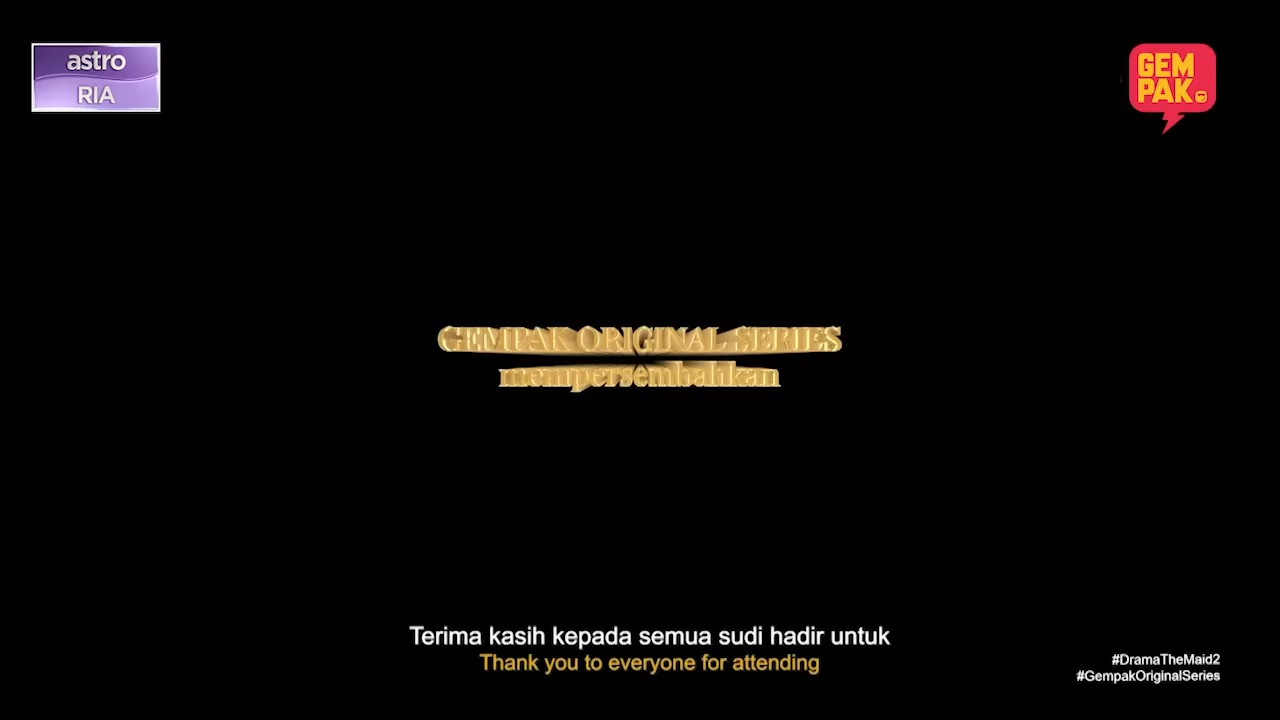 astro
RIA
GEM
PAK
GEMPAK ORIGINAL SERIES
mempersembahkan
Terima kasih kepada semua sudi hadir untuk
Thank you to everyone for attending
#DramaTheMaid2
#GempakOriginalSeries